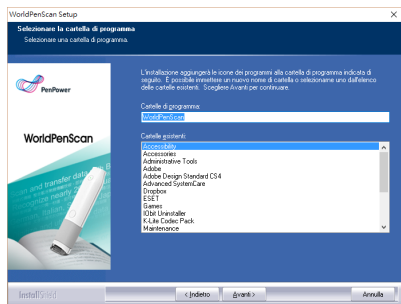 WorldPenScan Setup
Selezionare la cartella di programma
Selezionare una cartella di programma.
PenPower
WorldPenScan
L'installazione aggiungerà le icone dei programmi alla cartella di programma indicata di
seguito. È possibile immettere un nuovo nome di cartella o selezionarne uno dall'elenco
delle cartelle esistenti. Scegliere Avanti per continuare.
Cartelle di programma:
WorldPenScan
Cartelle esistenti:
Accessibility
Accessories
Administrative Tools
Adobe
Adobe Design Standard CS4
Advanced SystemCare
Dropbox
ESET
Games
IObit Uninstaller
K-Lite Codec Pack
Maintenance
InstallShield
< Indietro
Avanti >
Annulla